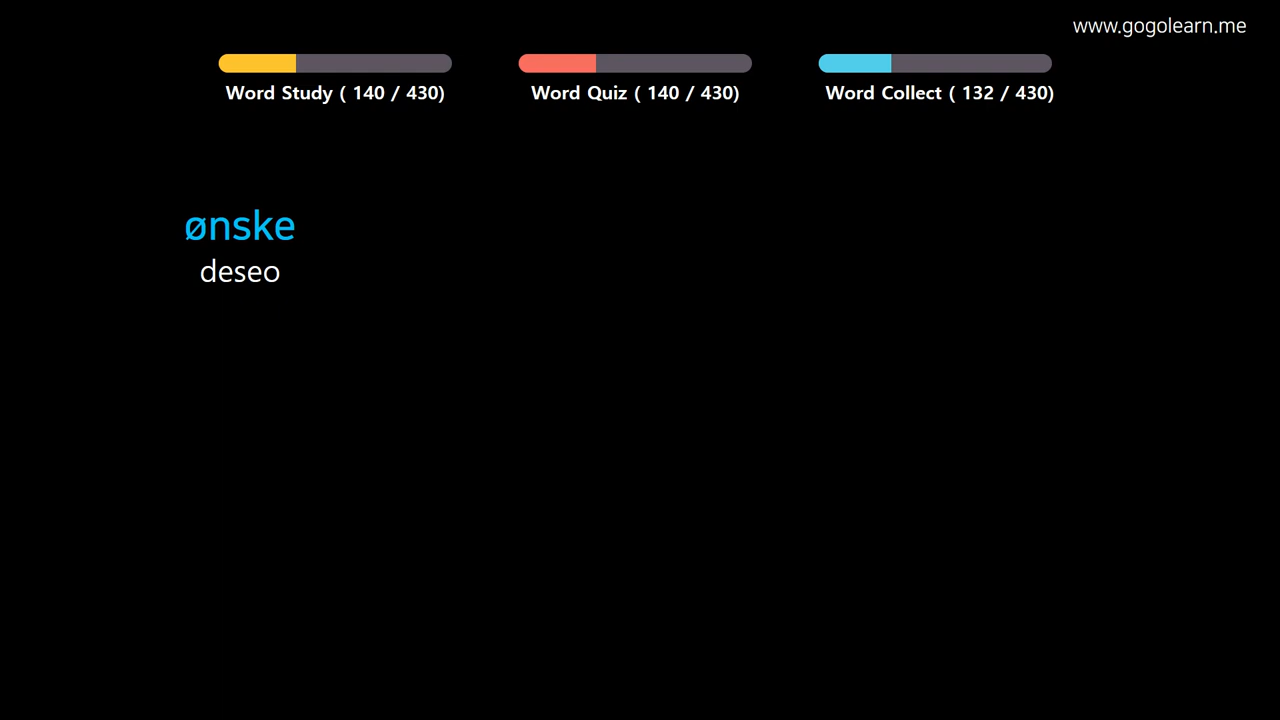 www.gogolearn.me
Word Study ( 140 / 430)
Word Quiz ( 140 / 430)
Word Collect ( 132 / 430)
ønske
deseo